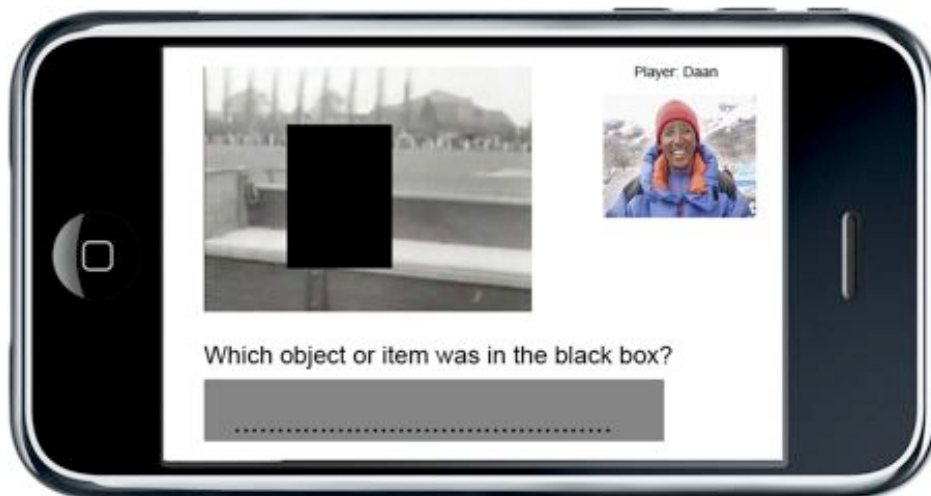 Player: Daan
Which object or item was in the black box?
............................................